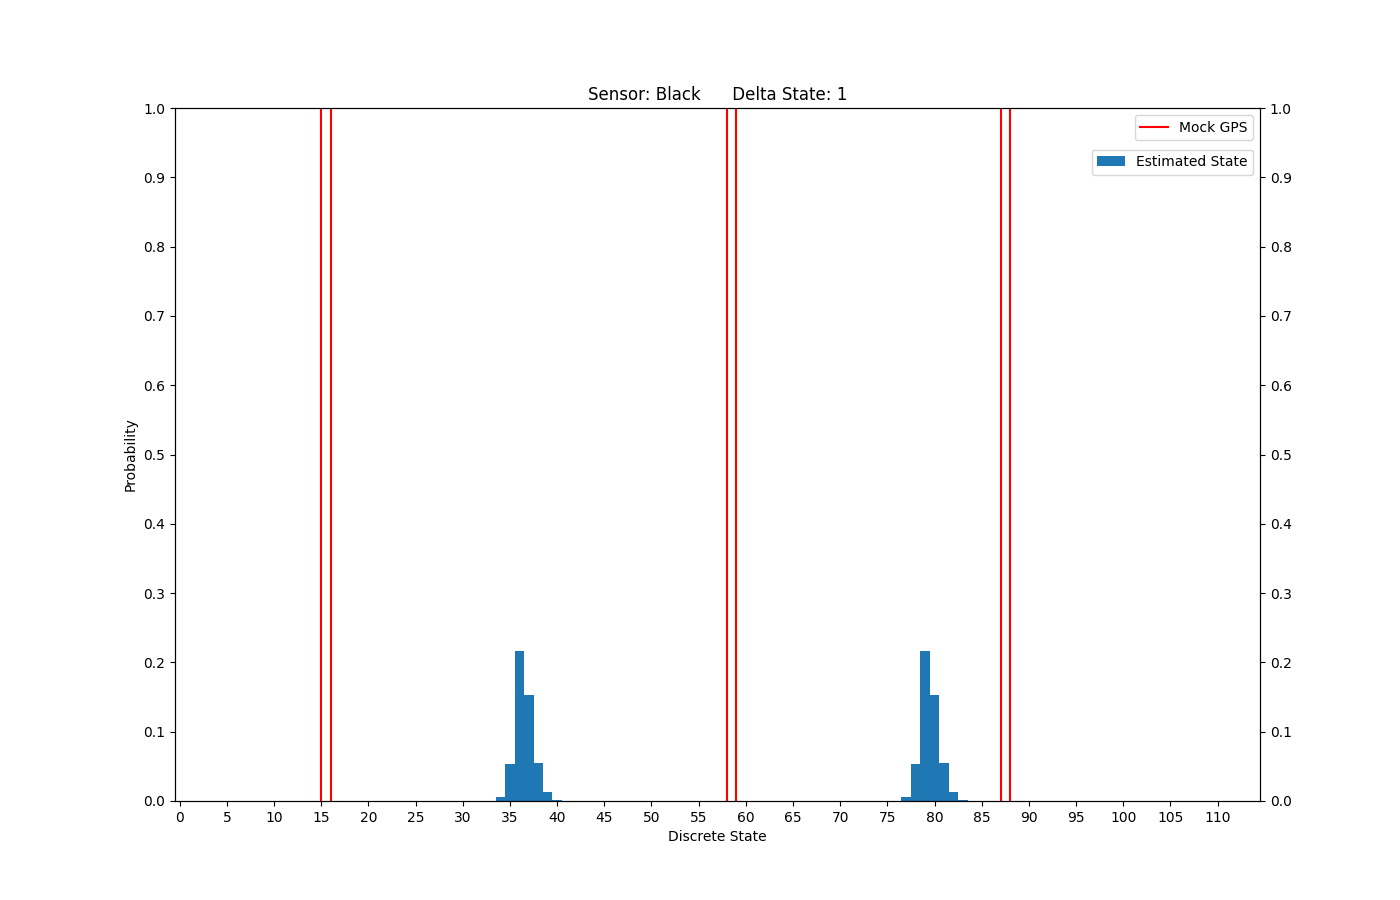 Sensor: Black Delta State: 1
1.0 1.0
Mock GPS
Estimated State
0.9 0.9
0.8 0.8
0.7 0.7
0.6 0.6
0.5 0.5
0.4 0.4
0.3 0.3
0.2 0.2
0.1 0.1
0.0 0.0
Probability
0 5 10 15 20 25 30 35 40 45 50 55 60 65 70 75 80 85 90 95 100 105 110
Discrete State